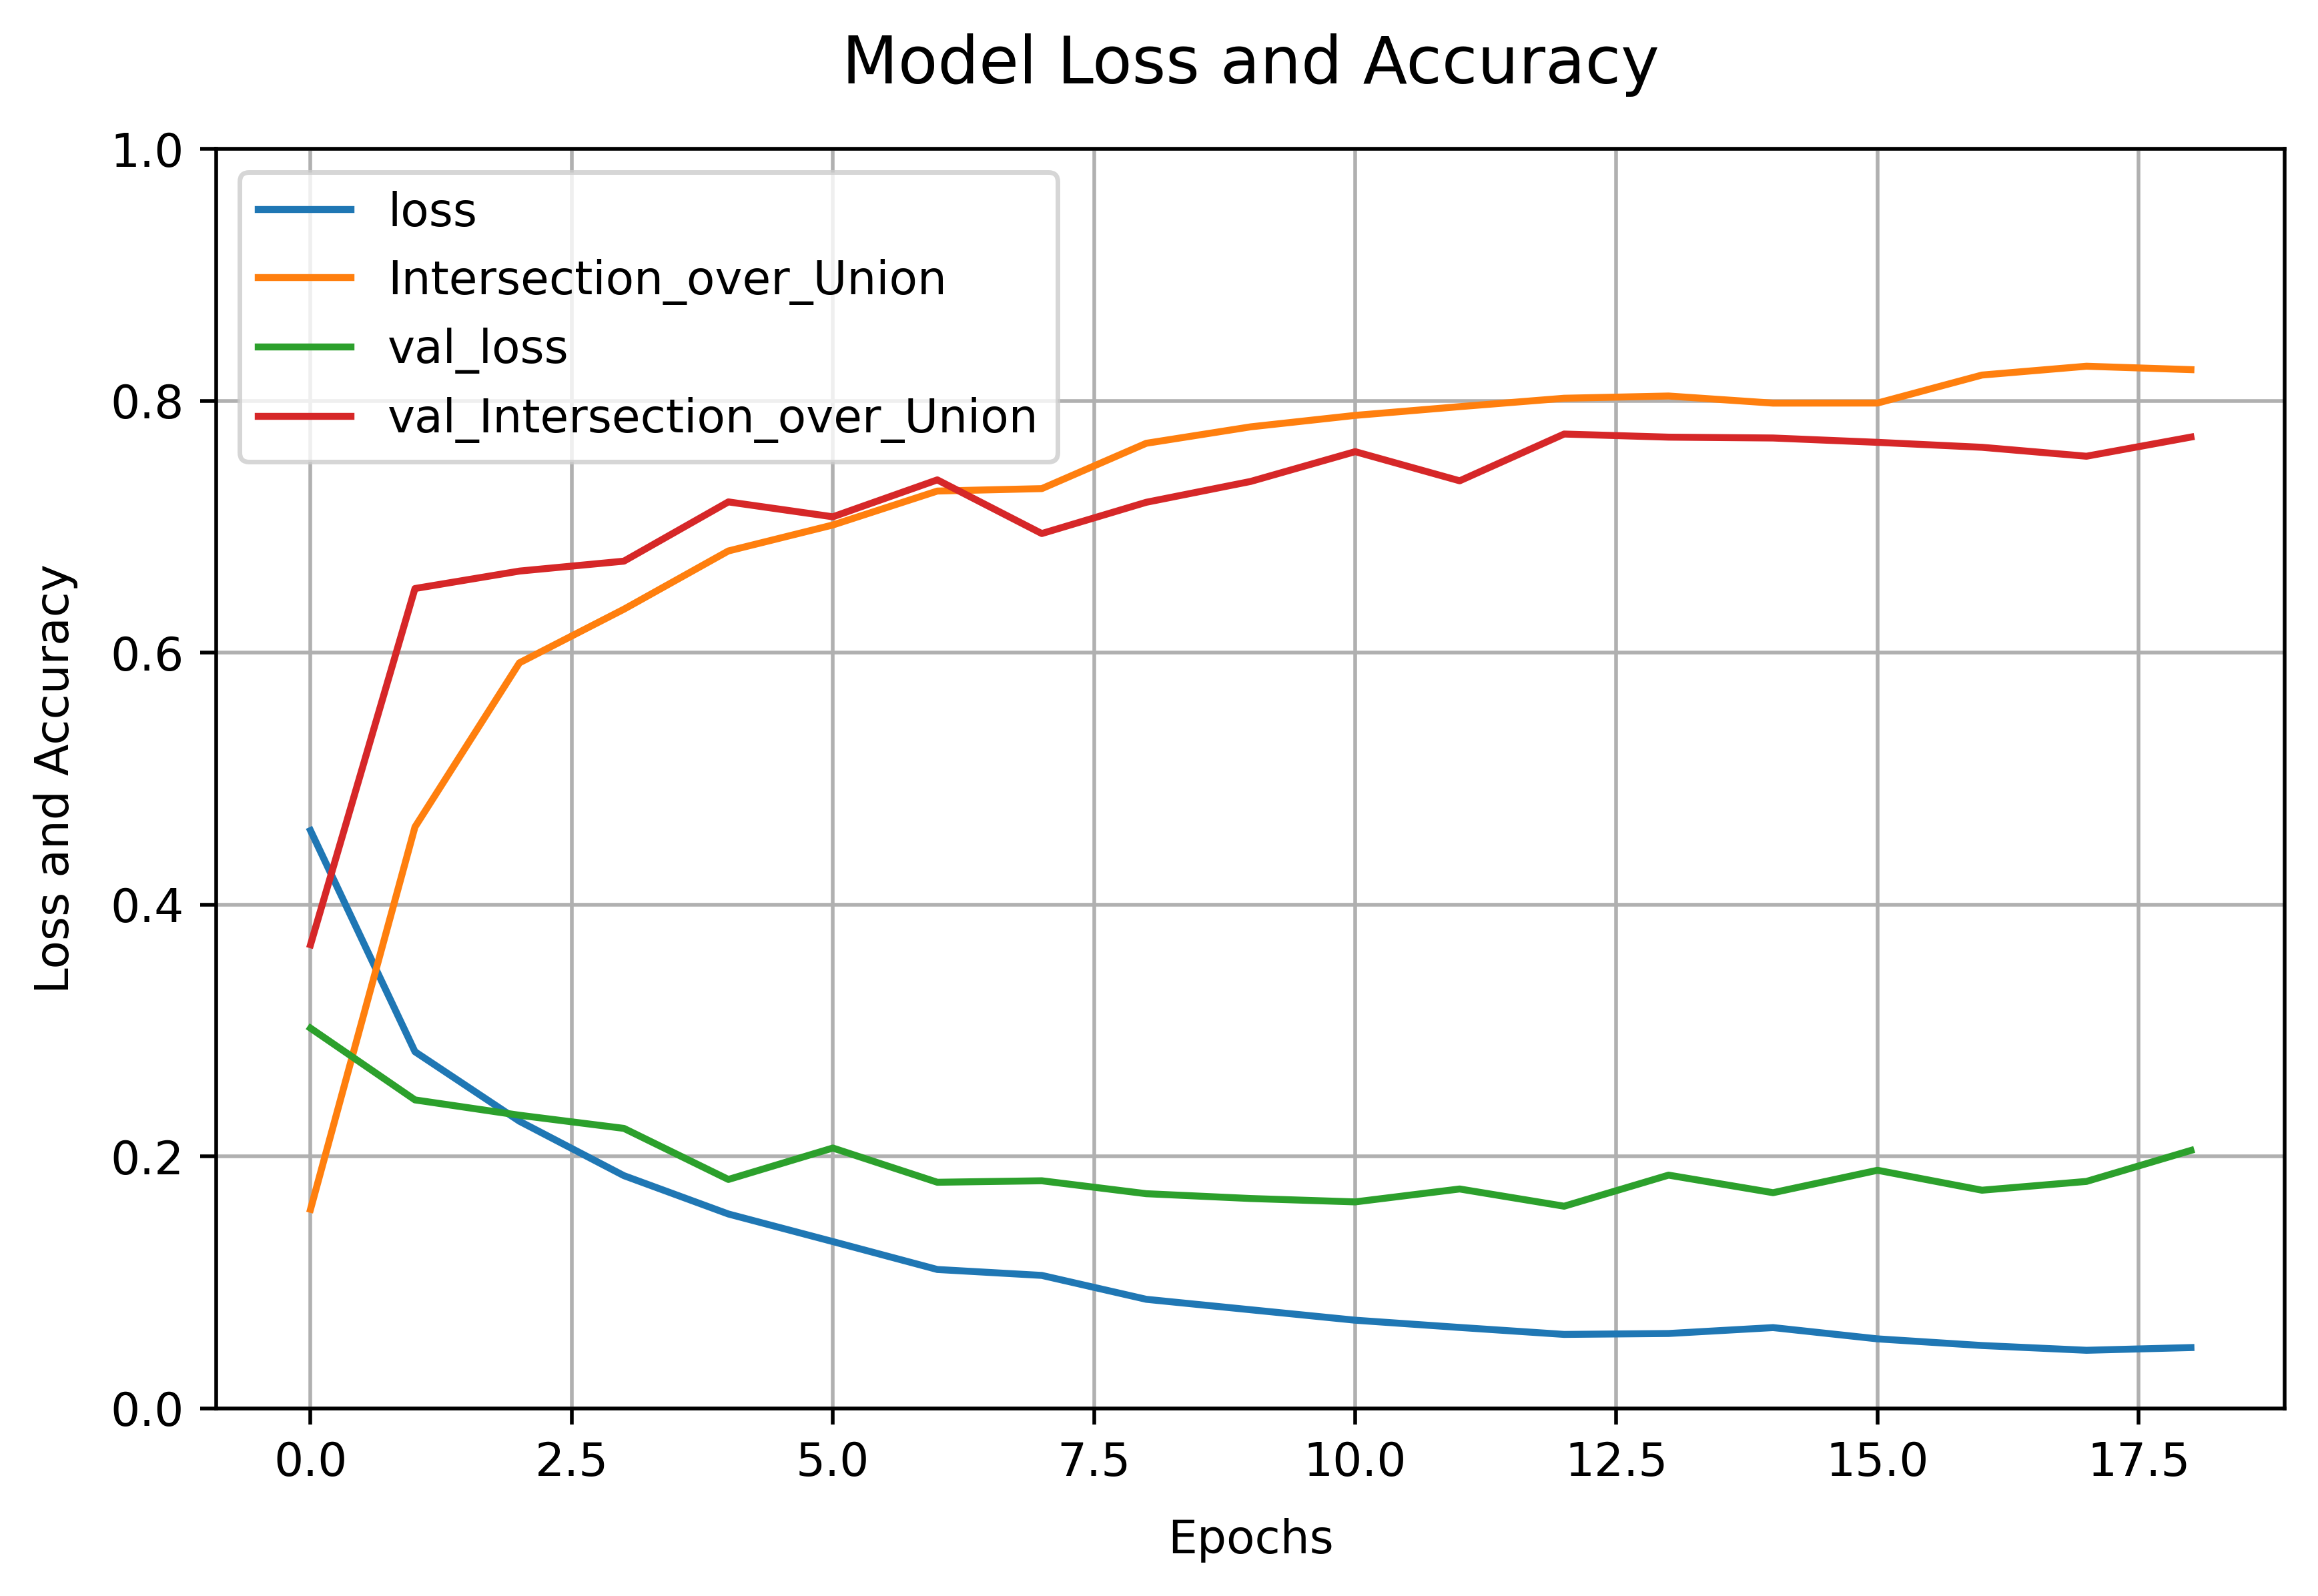 Model Loss and Accuracy
1.0
0.8
0.6
0.4
0.2
0.0
Loss and Accuracy
loss
Intersection_over_Union
val_loss
val_Intersection_over_Union
0.0 2.5 5.0 7.5 10.0 12.5 15.0 17.5
Epochs